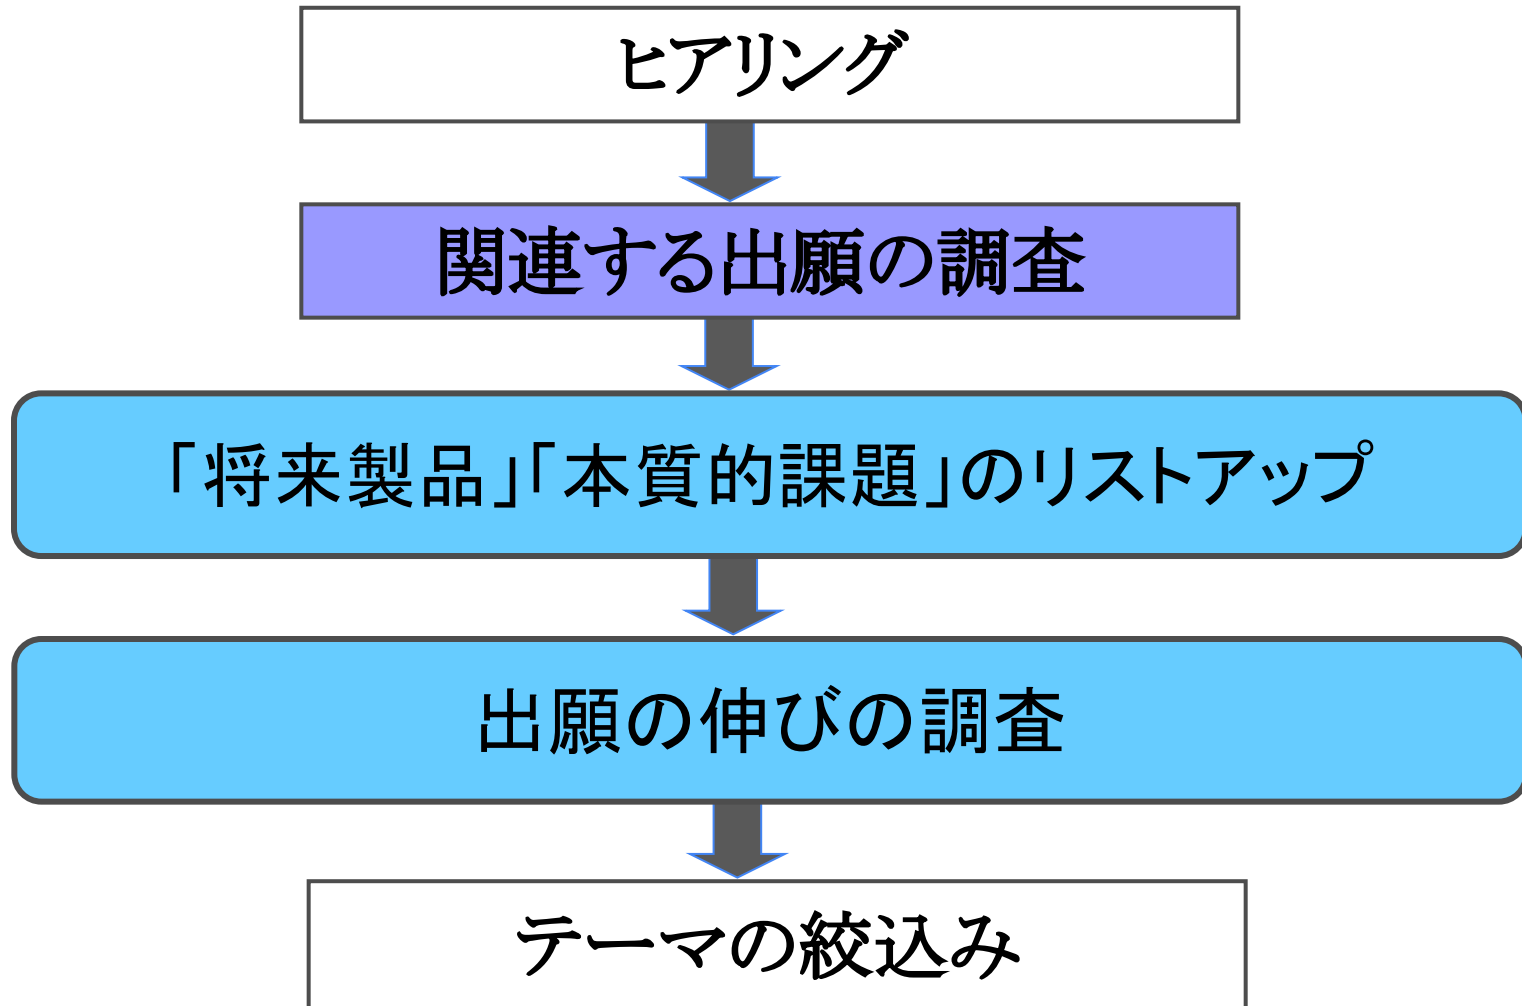 ヒアリング
関連する出願の調査
「将来製品」「本質的課題」のリストアップ
出願の伸びの調査
テーマの絞込み